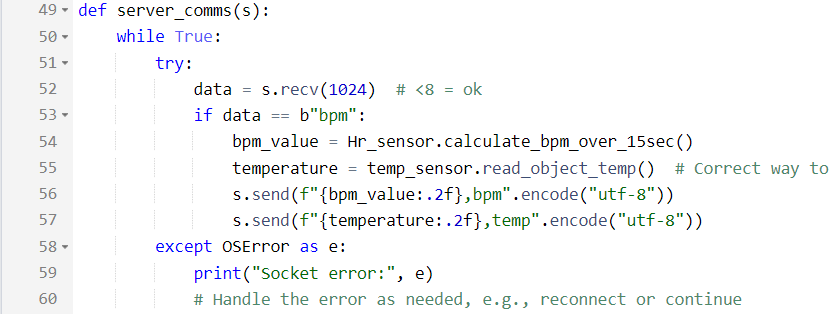 49 def server_comms(s):
50 while True:
51 try:
52 data = s.recv(1024)  # <8 = ok
53 if data == b"bpm":
54 bpm_value = Hr_sensor.calculate_bpm_over_15sec()
55 temperature = temp_sensor.read_object_temp()  # Correct way to
56 s.send(f"{bpm_value:.2f},bpm".encode("utf-8"))
57 s.send(f"{temperature:.2f},temp".encode("utf-8"))
58 except OSError as e:
59 print("Socket error:", e)
60 # Handle the error as needed, e.g., reconnect or continue